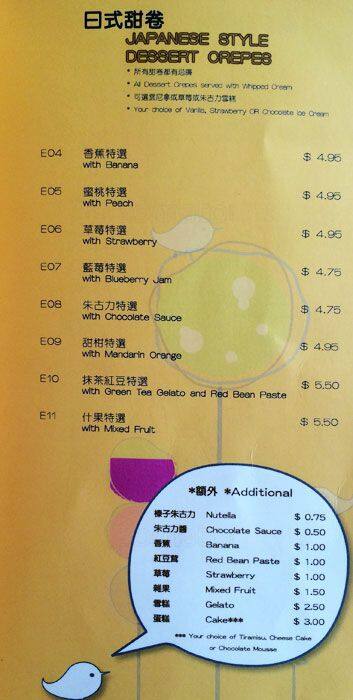 日式甜卷
JAPANESE STYLE
DESSERT CREPES
* 所有甜卷都有忌廉
* All Dessert Crepes served with Whipped Cream
* 可選雲尼拿或草莓或朱古力雪糕
* Your choice of Vanilla, Strawberry OR Chocolate Ice Cream
E04 香蕉特選 $ 4.95
with Banana
E05 蜜桃特選 $ 4.95
with Peach
E06 草莓特選 $ 4.95
with Strawberry
E07 藍莓特選 $ 4.75
with Blueberry Jam
E08 朱古力特選 $ 4.75
with Chocolate Sauce
E09 甜柑特選 $ 4.95
with Mandarin Orange
E10 抹茶紅豆特選 $ 5.50
with Green Tea Gelato and Red Bean Paste
E11 什果特選 $ 5.50
with Mixed Fruit
*額外 *Additional
榛子朱古力 Nutella $ 0.75
朱古力醬 Chocolate Sauce $ 0.50
香蕉 Banana $ 1.00
紅豆茸 Red Bean Paste $ 1.00
草莓 Strawberry $ 1.00
雜果 Mixed Fruit $ 1.50
雪糕 Gelato $ 2.50
蛋糕 Cake*** $ 3.00
*** Your choice of Tiramisu, Cheese Cake
or Chocolate Mousse